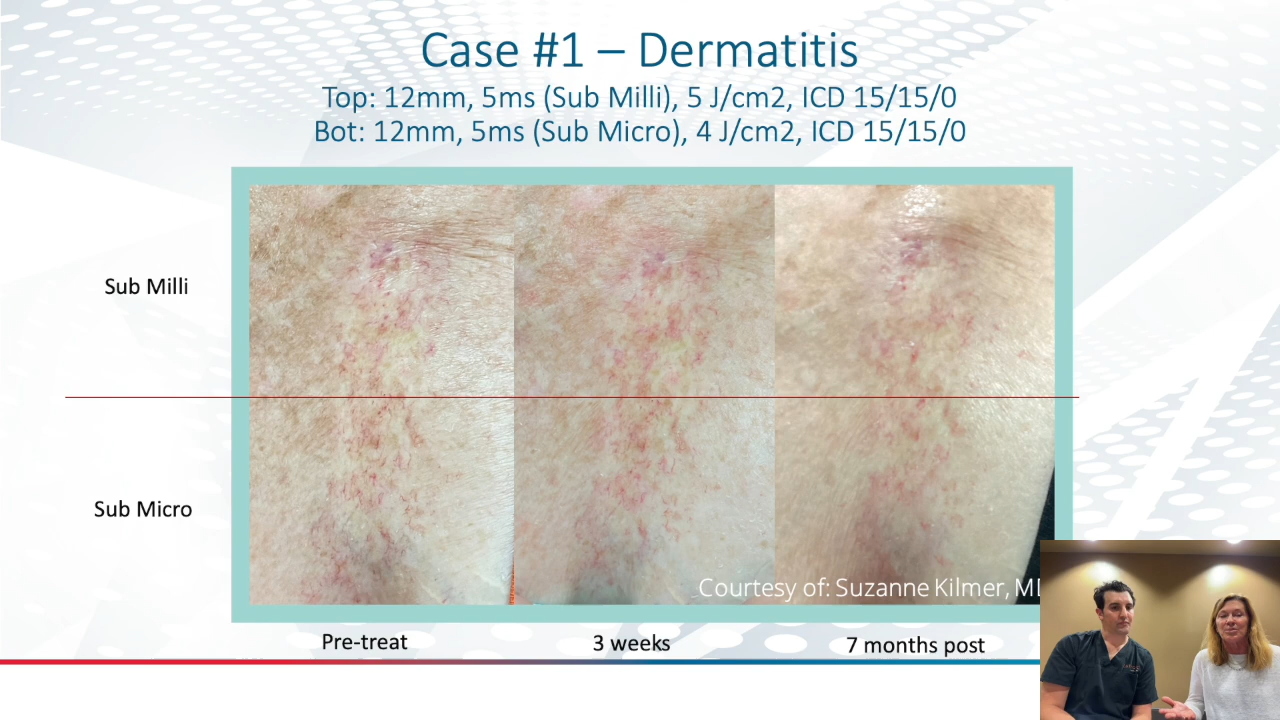 Case #1 – Dermatitis
Top: 12mm, 5ms (Sub Milli), 5 J/cm2, ICD 15/15/0
Bot: 12mm, 5ms (Sub Micro), 4 J/cm2, ICD 15/15/0
Sub Milli
Sub Micro
Courtesy of: Suzanne Kilmer, M
Pre-treat
3 weeks
7 months post